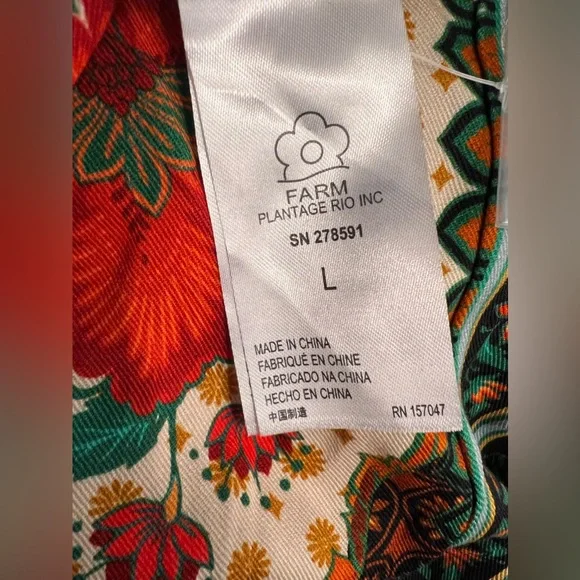 FARM
PLANTAGE RIO INC
SN 278591
L
MADE IN CHINA
FABRIQUÉ EN CHINE
FABRICADO NA CHINA
HECHO EN CHINA
中国制造
RN 157047